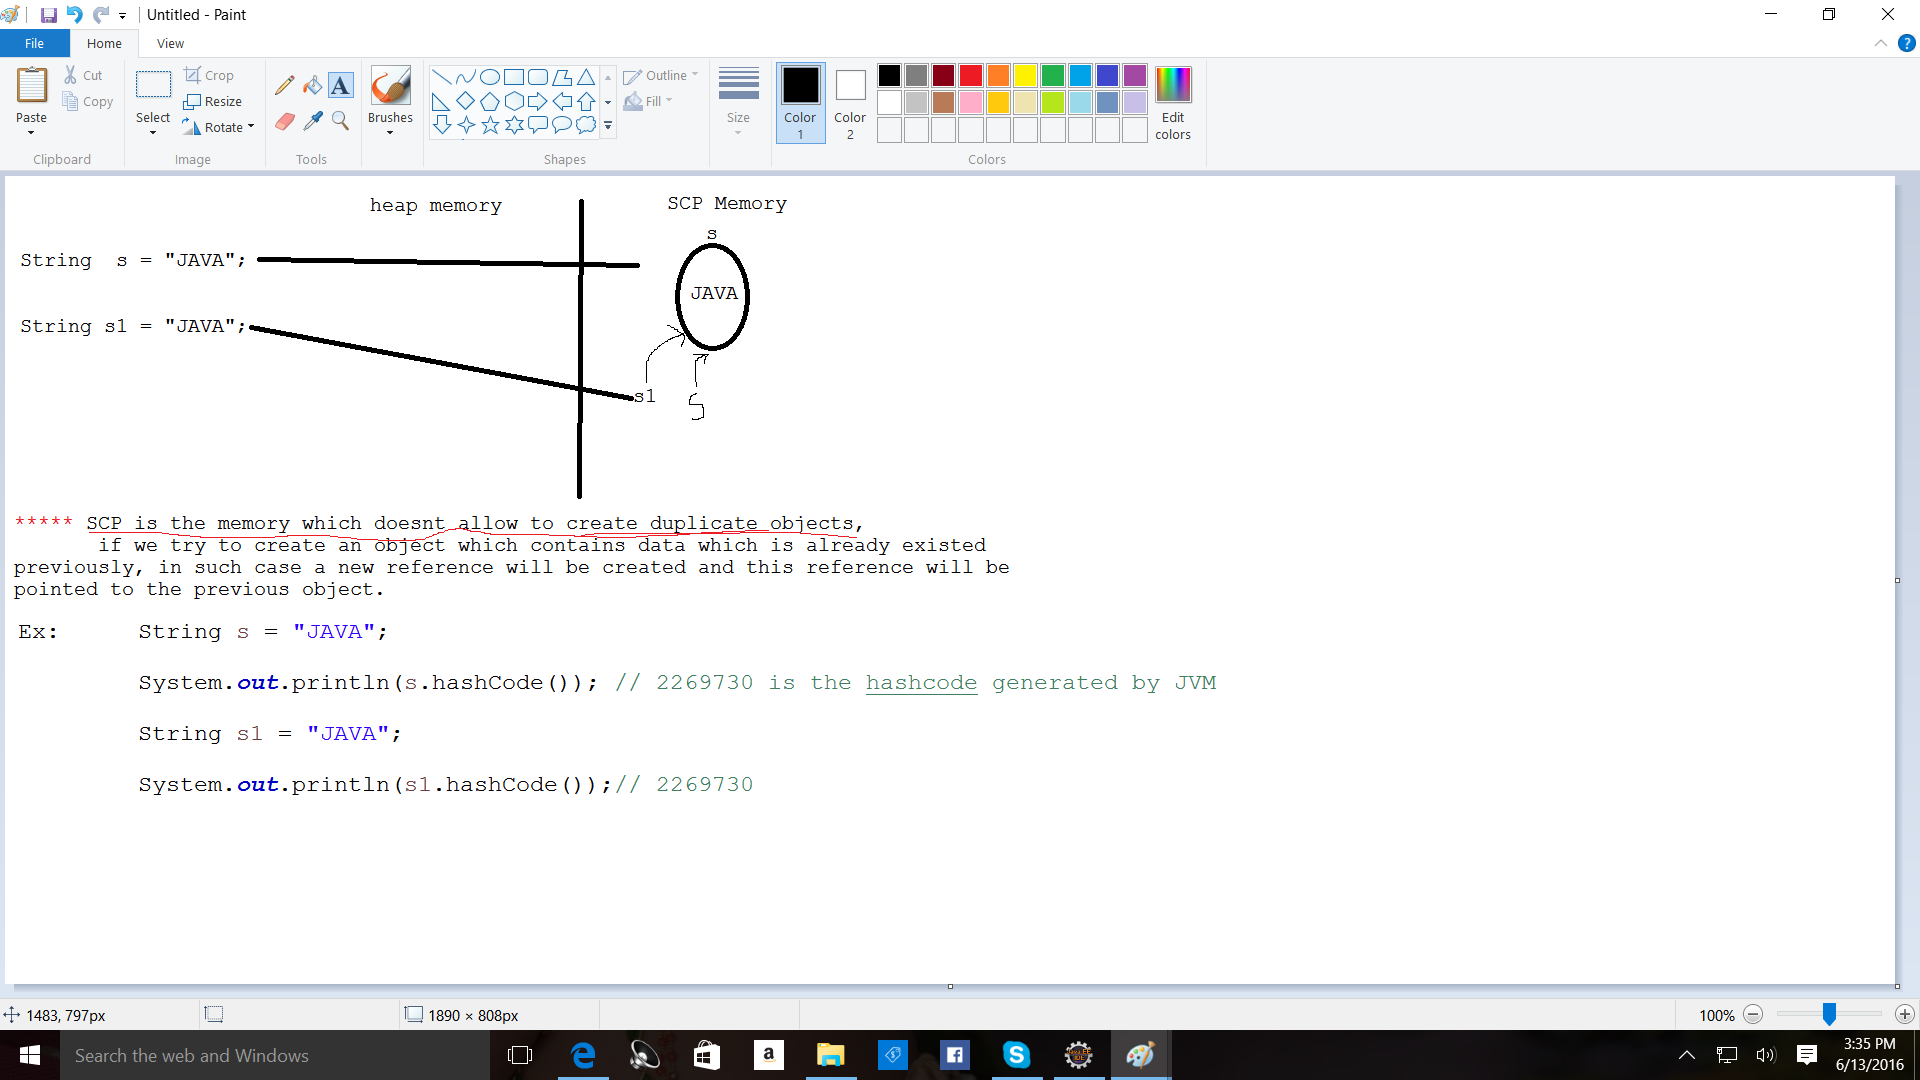 Untitled - Paint
File Home View
Paste Cut Copy Clipboard
Select Crop Resize Rotate Image
Tools
Brushes
Shapes Outline Fill
Size
Color 1 Color 2 Edit colors Colors
heap memory SCP Memory
s
String s = "JAVA";
JAVA
String s1 = "JAVA";
s1 S
***** SCP is the memory which doesnt allow to create duplicate objects,
if we try to create an object which contains data which is already existed
previously, in such case a new reference will be created and this reference will be
pointed to the previous object.
Ex: String s = "JAVA";
System.out.println(s.hashCode()); // 2269730 is the hashcode generated by JVM
String s1 = "JAVA";
System.out.println(s1.hashCode());// 2269730
1483, 797px 1890 × 808px 100%
Search the web and Windows
3:35 PM
6/13/2016